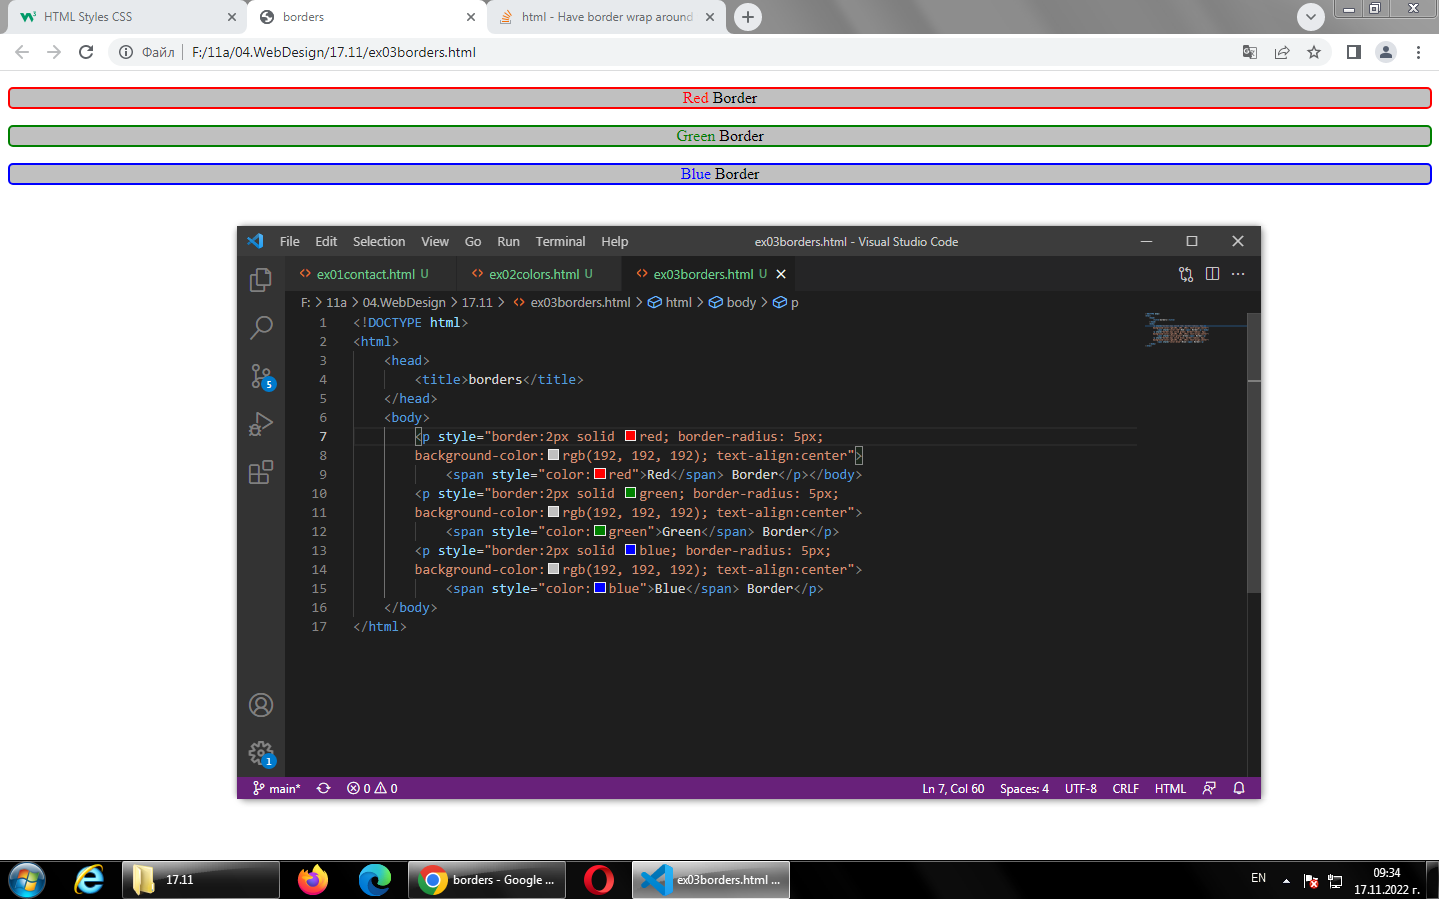 HTML Styles CSS
borders
html - Have border wrap around
Файл
F:/11a/04.WebDesign/17.11/ex03borders.html
Red Border
Green Border
Blue Border
File Edit Selection View Go Run Terminal Help
ex03borders.html - Visual Studio Code
ex01contact.html U
ex02colors.html U
ex03borders.html U
F: > 11a > 04.WebDesign > 17.11 > ex03borders.html > html > body > p
1 <!DOCTYPE html>
2 <html>
3 <head>
4 <title>borders</title>
5 </head>
6 <body>
7 <p style="border:2px solid red; border-radius: 5px;
8 background-color:rgb(192, 192, 192); text-align:center">
9 <span style="color:red">Red</span> Border</p></body>
10 <p style="border:2px solid green; border-radius: 5px;
11 background-color:rgb(192, 192, 192); text-align:center">
12 <span style="color:green">Green</span> Border</p>
13 <p style="border:2px solid blue; border-radius: 5px;
14 background-color:rgb(192, 192, 192); text-align:center">
15 <span style="color:blue">Blue</span> Border</p>
16 </body>
17 </html>
5
1
main*
0 0
Ln 7, Col 60
Spaces: 4
UTF-8
CRLF
HTML
17.11
borders - Google ...
ex03borders.html ...
EN
09:34
17.11.2022 г.